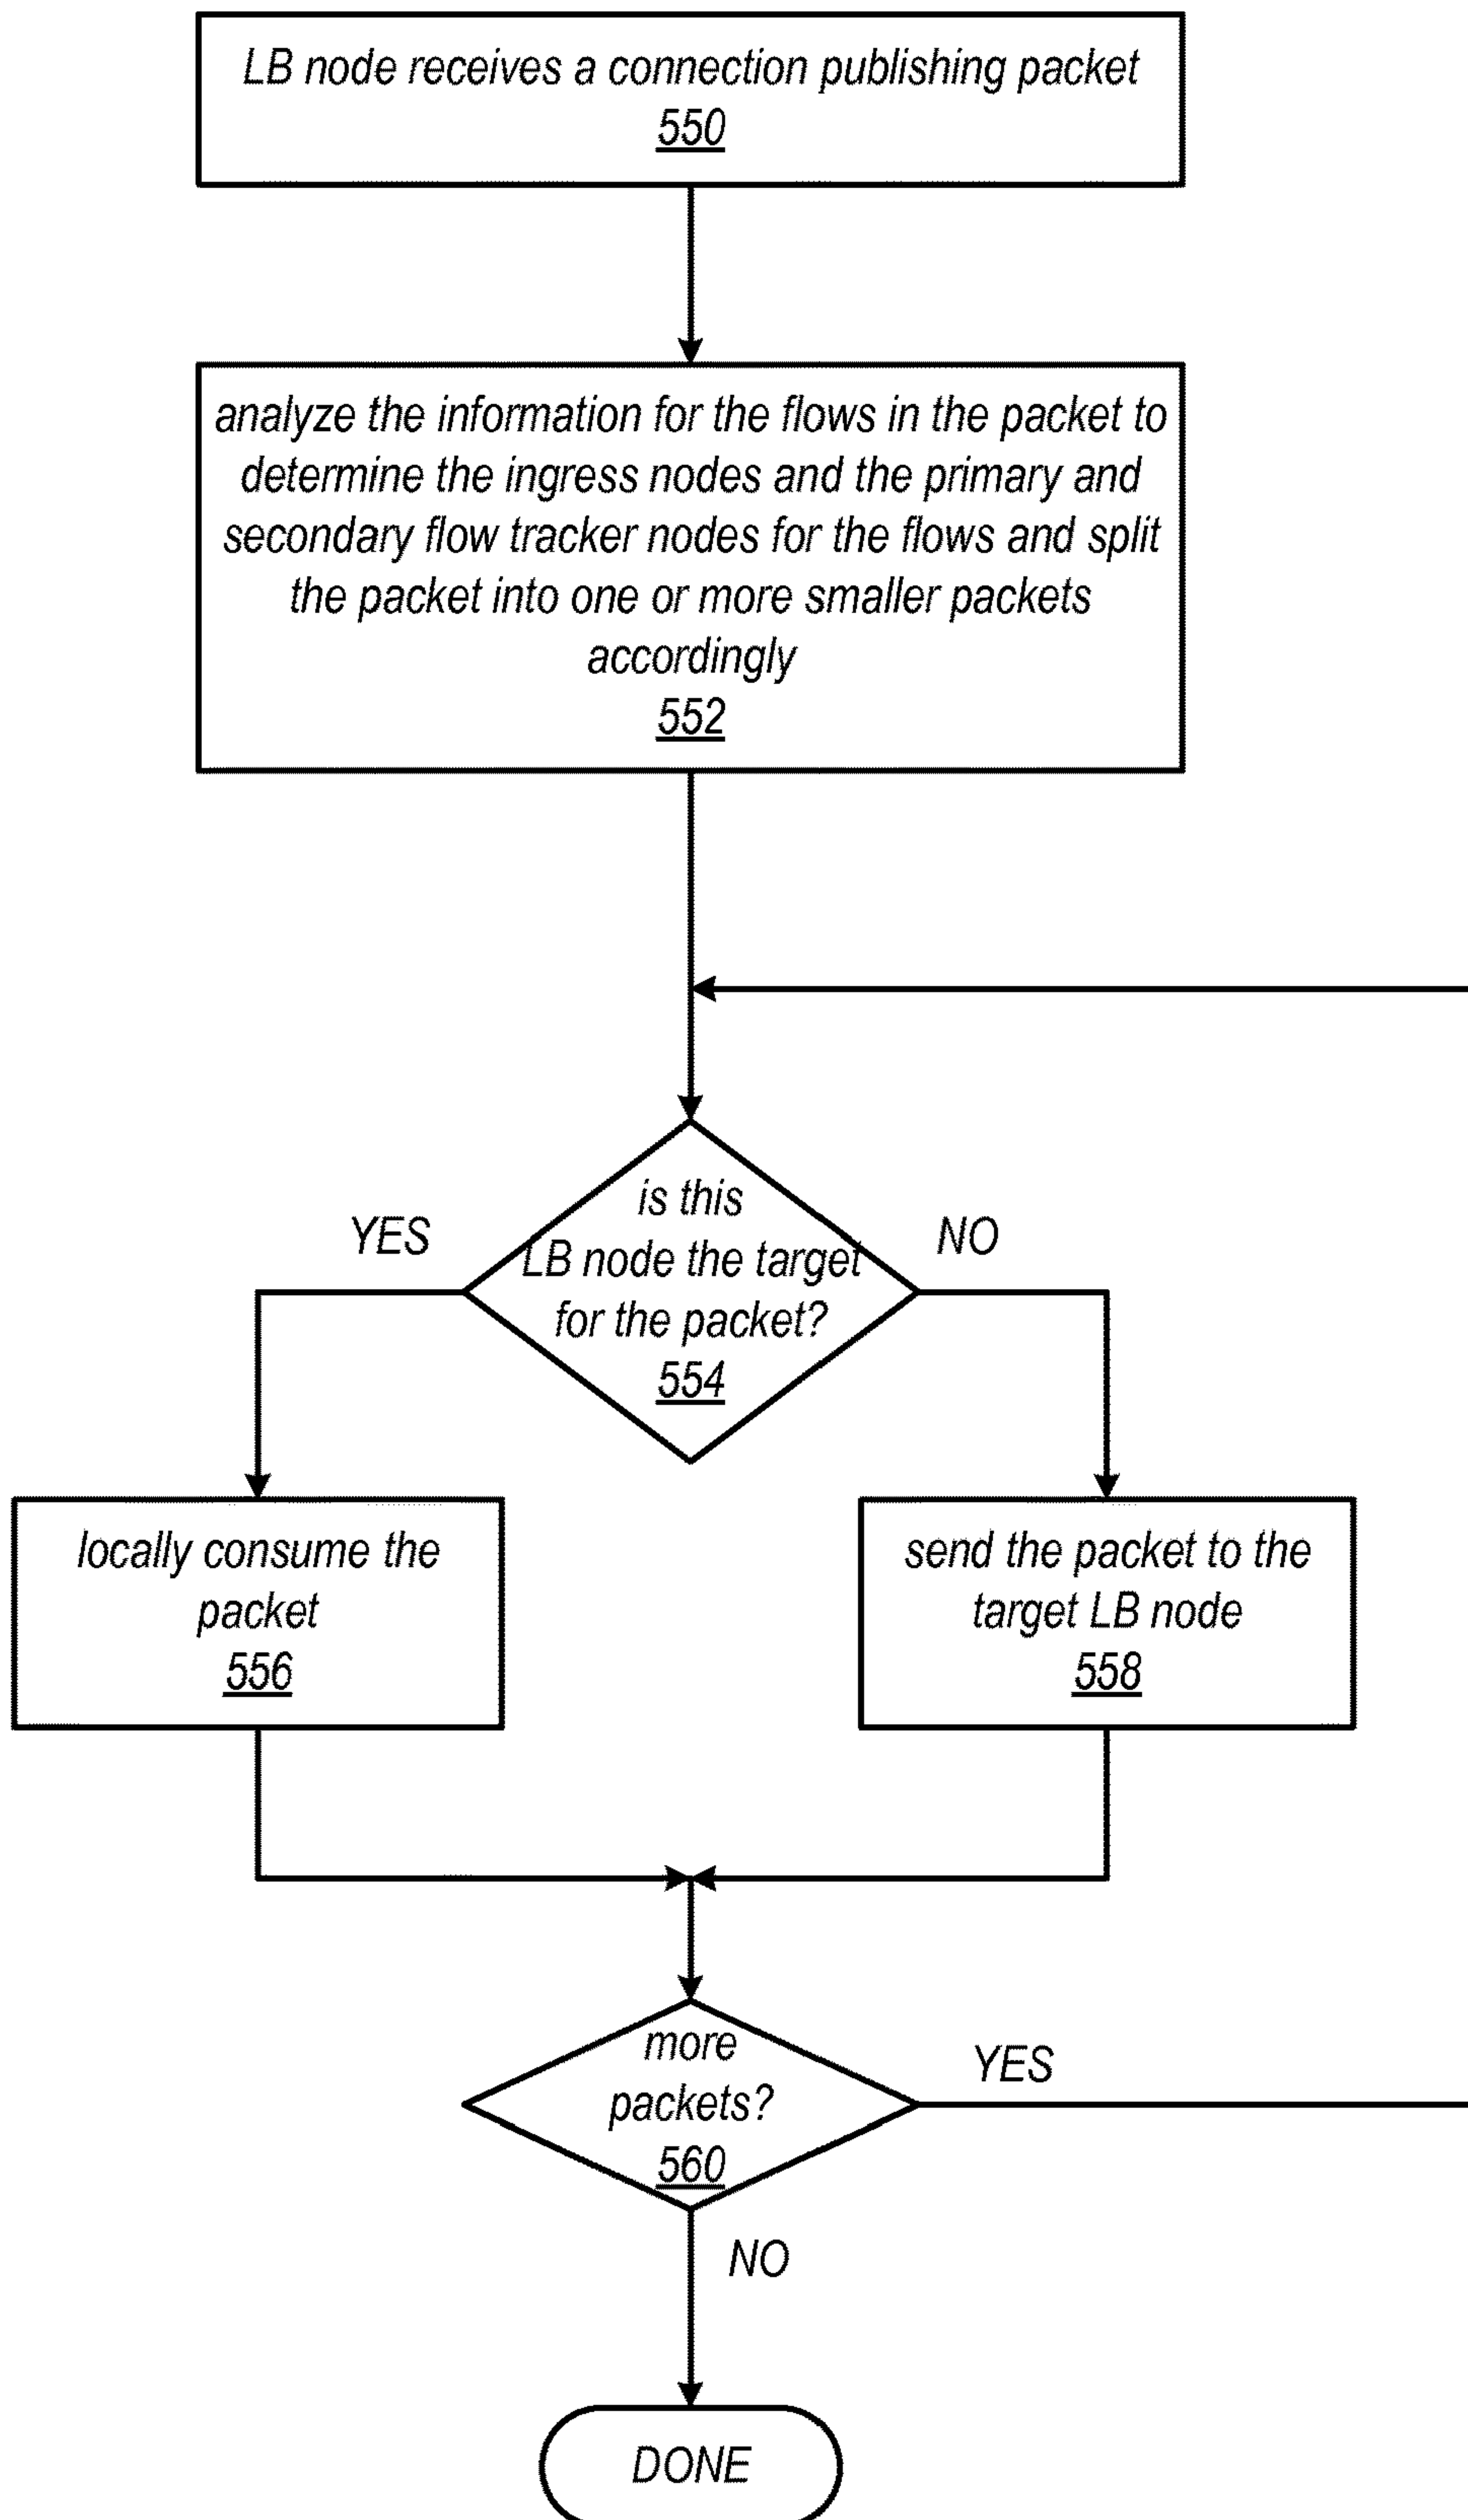 LB node receives a connection publishing packet
550
analyze the information for the flows in the packet to
determine the ingress nodes and the primary and
secondary flow tracker nodes for the flows and split
the packet into one or more smaller packets
accordingly
552
is this
LB node the target
for the packet?
554
YES
NO
locally consume the
packet
556
send the packet to the
target LB node
558
more
packets?
560
YES
NO
DONE